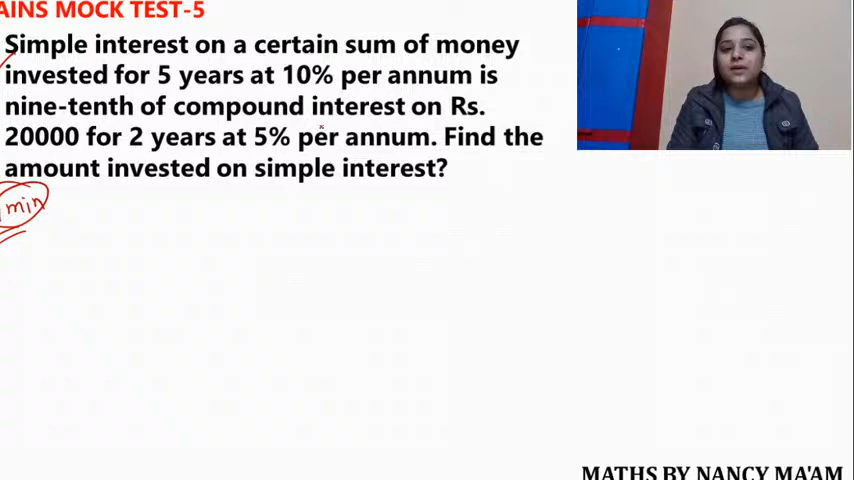 AINS MOCK TEST-5
Simple interest on a certain sum of money
invested for 5 years at 10% per annum is
nine-tenth of compound interest on Rs.
20000 for 2 years at 5% per annum. Find the
amount invested on simple interest?
min
MATHS BY NANCY MA'AM